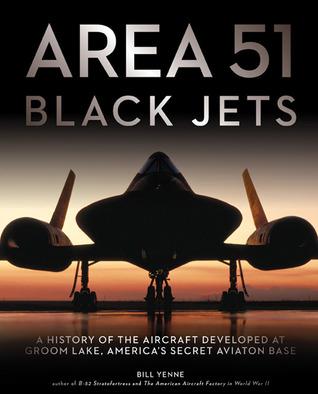 AREA 51
BLACK JETS
A HISTORY OF THE AIRCRAFT DEVELOPED AT
GROOM LAKE, AMERICA'S SECRET AVIATON BASE
BILL YENNE
author of B-52 Stratofortress and The American Aircraft Factory in World War II